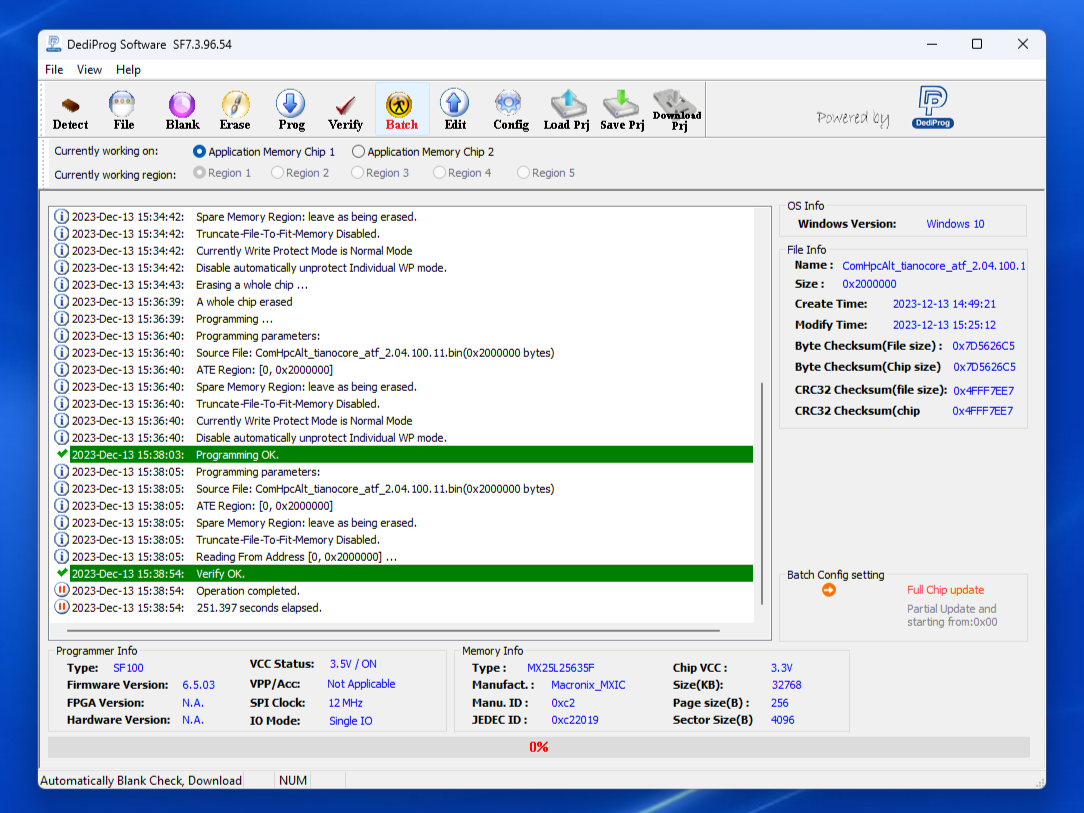 DediProg Software SF7.3.96.54
File View Help
Detect File Blank Erase Prog Verify Batch Edit Config Load Prj Save Prj Download Prj
Powered by DediProg
Currently working on: Application Memory Chip 1 Application Memory Chip 2
Currently working region: Region 1 Region 2 Region 3 Region 4 Region 5
2023-Dec-13 15:34:42: Spare Memory Region: leave as being erased.
2023-Dec-13 15:34:42: Truncate-File-To-Fit-Memory Disabled.
2023-Dec-13 15:34:42: Currently Write Protect Mode is Normal Mode
2023-Dec-13 15:34:42: Disable automatically unprotect Individual WP mode.
2023-Dec-13 15:34:43: Erasing a whole chip ...
2023-Dec-13 15:36:39: A whole chip erased
2023-Dec-13 15:36:39: Programming ...
2023-Dec-13 15:36:40: Programming parameters:
2023-Dec-13 15:36:40: Source File: ComHpcAlt_tianocore_atf_2.04.100.11.bin(0x2000000 bytes)
2023-Dec-13 15:36:40: ATE Region: [0, 0x2000000]
2023-Dec-13 15:36:40: Spare Memory Region: leave as being erased.
2023-Dec-13 15:36:40: Truncate-File-To-Fit-Memory Disabled.
2023-Dec-13 15:36:40: Currently Write Protect Mode is Normal Mode
2023-Dec-13 15:36:40: Disable automatically unprotect Individual WP mode.
2023-Dec-13 15:38:03: Programming OK.
2023-Dec-13 15:38:05: Programming parameters:
2023-Dec-13 15:38:05: Source File: ComHpcAlt_tianocore_atf_2.04.100.11.bin(0x2000000 bytes)
2023-Dec-13 15:38:05: ATE Region: [0, 0x2000000]
2023-Dec-13 15:38:05: Spare Memory Region: leave as being erased.
2023-Dec-13 15:38:05: Truncate-File-To-Fit-Memory Disabled.
2023-Dec-13 15:38:05: Reading From Address [0, 0x2000000] ...
2023-Dec-13 15:38:54: Verify OK.
2023-Dec-13 15:38:54: Operation completed.
2023-Dec-13 15:38:54: 251.397 seconds elapsed.
OS Info
Windows Version: Windows 10
File Info
Name : ComHpcAlt_tianocore_atf_2.04.100.1
Size : 0x2000000
Create Time: 2023-12-13 14:49:21
Modify Time: 2023-12-13 15:25:12
Byte Checksum(File size) : 0x7D5626C5
Byte Checksum(Chip size) 0x7D5626C5
CRC32 Checksum(file size): 0x4FFF7EE7
CRC32 Checksum(chip 0x4FFF7EE7
Batch Config setting
Full Chip update
Partial Update and
starting from:0x00
Programmer Info
Type: SF100
Firmware Version: 6.5.03
FPGA Version: N.A.
Hardware Version: N.A.
VCC Status: 3.5V / ON
VPP/Acc: Not Applicable
SPI Clock: 12 MHz
IO Mode: Single IO
Memory Info
Type : MX25L25635F
Manufact. : Macronix_MXIC
Manu. ID : 0xc2
JEDEC ID : 0xc22019
Chip VCC : 3.3V
Size(KB): 32768
Page size(B) : 256
Sector Size(B) 4096
0%
Automatically Blank Check, Download NUM